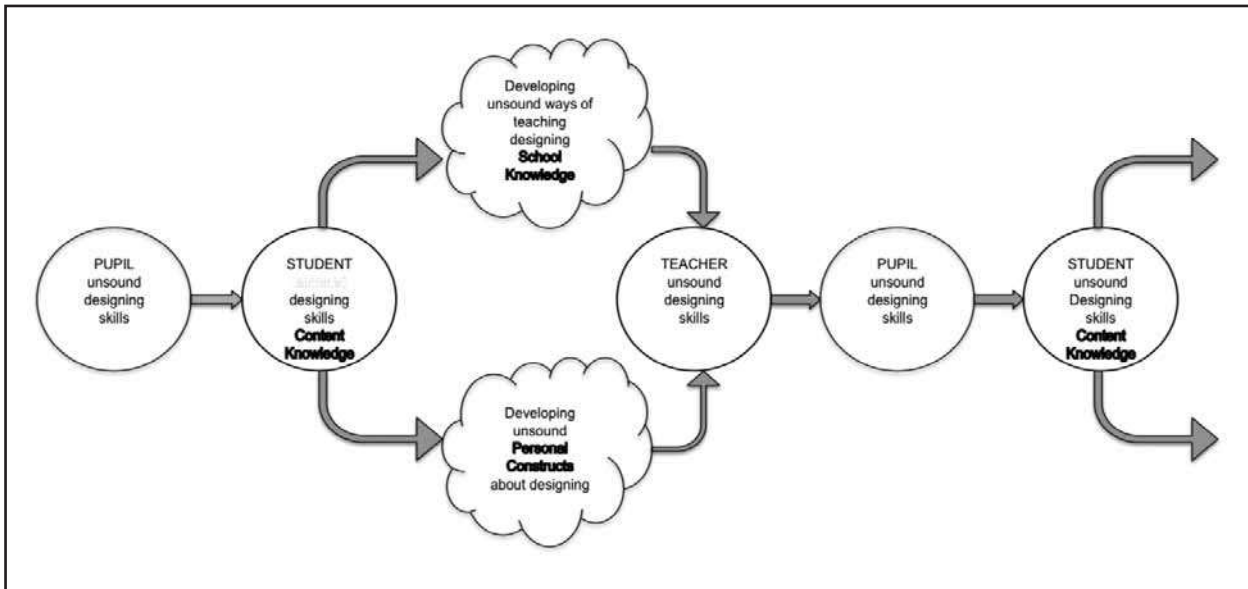 PUPIL
unsound
designing
skills
STUDENT
designing
skills
Content
Knowledge
Developing
unsound ways of
teaching
designing
School
Knowledge
Developing
unsound
Personal
Constructs
about designing
TEACHER
unsound
designing
skills
PUPIL
unsound
designing
skills
STUDENT
unsound
Designing
skills
Content
Knowledge